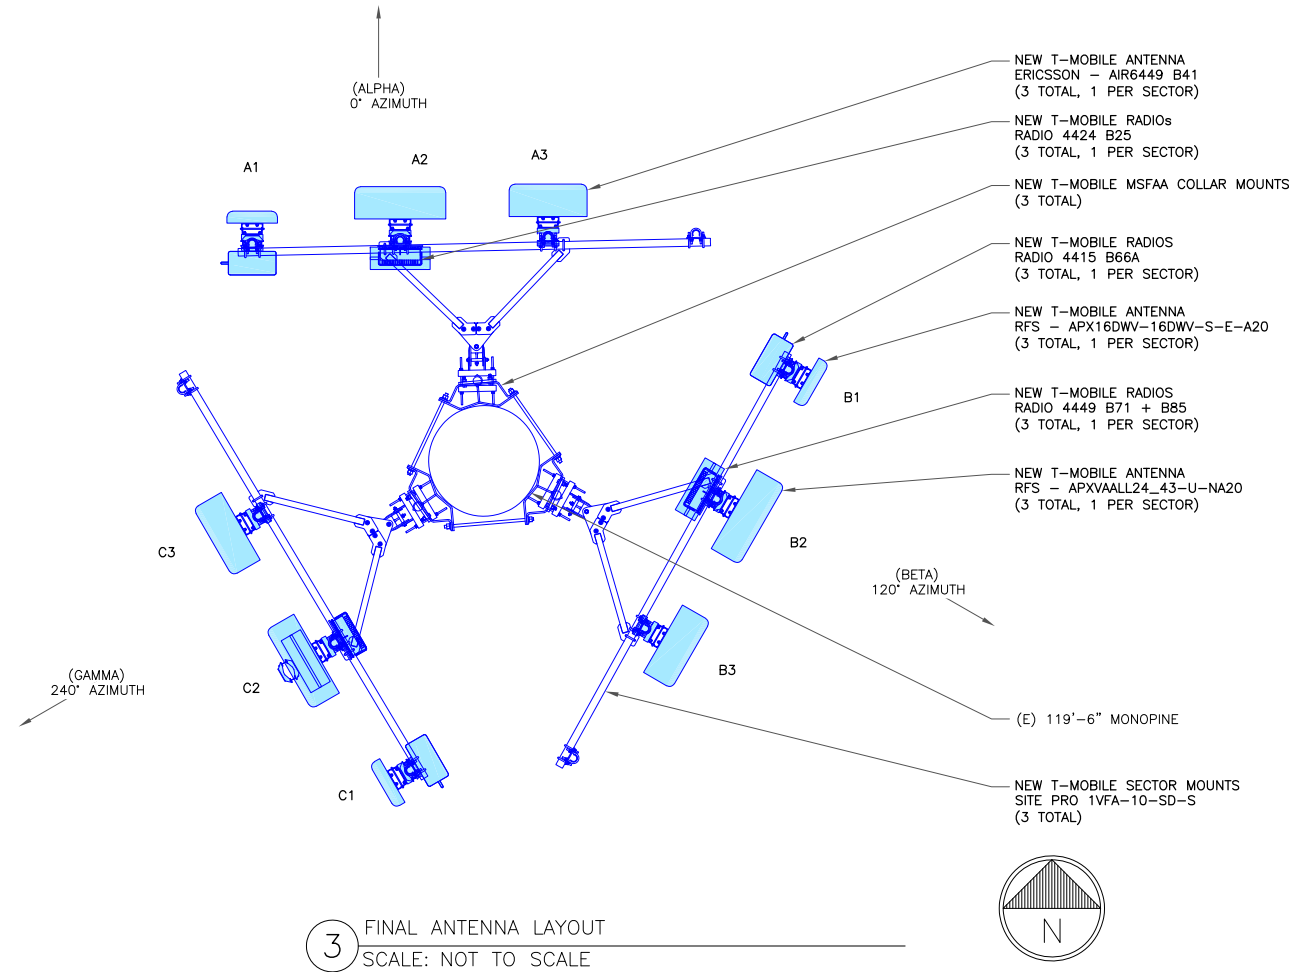 (ALPHA)
0° AZIMUTH
A1
A2
A3
NEW T-MOBILE ANTENNA
ERICSSON - AIR6449 B41
(3 TOTAL, 1 PER SECTOR)
NEW T-MOBILE RADIOs
RADIO 4424 B25
(3 TOTAL, 1 PER SECTOR)
NEW T-MOBILE MSFAA COLLAR MOUNTS
(3 TOTAL)
NEW T-MOBILE RADIOS
RADIO 4415 B66A
(3 TOTAL, 1 PER SECTOR)
NEW T-MOBILE ANTENNA
RFS - APX16DWV-16DWV-S-E-A20
(3 TOTAL, 1 PER SECTOR)
NEW T-MOBILE RADIOS
RADIO 4449 B71 + B85
(3 TOTAL, 1 PER SECTOR)
NEW T-MOBILE ANTENNA
RFS - APXVAALL24_43-U-NA20
(3 TOTAL, 1 PER SECTOR)
B1
B2
B3
C3
C2
C1
(BETA)
120° AZIMUTH
(GAMMA)
240° AZIMUTH
(E) 119'-6" MONOPINE
NEW T-MOBILE SECTOR MOUNTS
SITE PRO 1VFA-10-SD-S
(3 TOTAL)
N
3
FINAL ANTENNA LAYOUT
SCALE: NOT TO SCALE